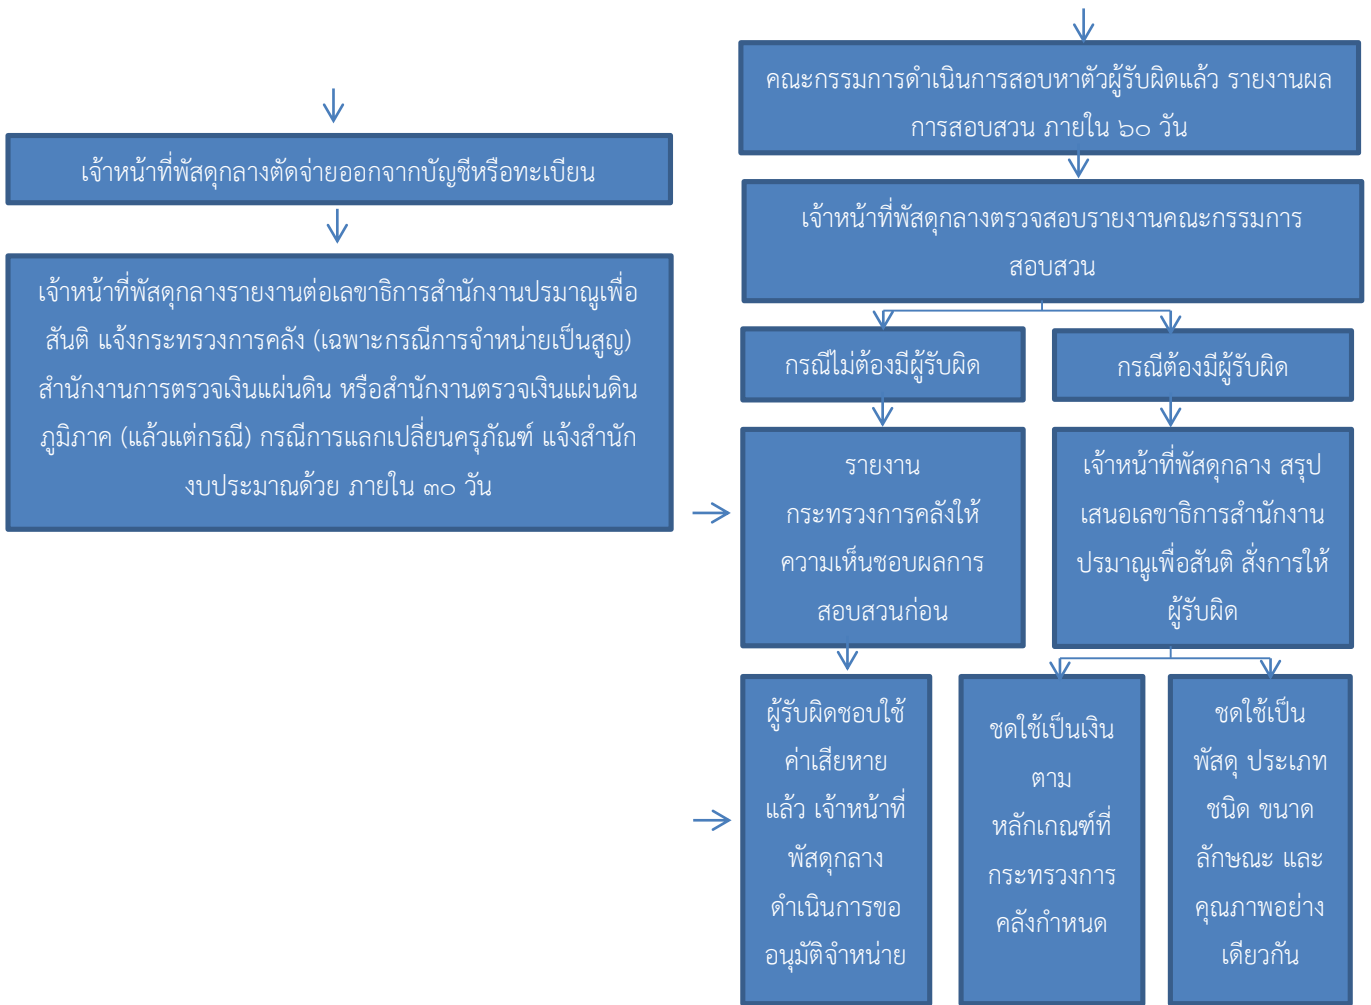 เจ้าหน้าที่พัสดุกลางตัดจ่ายออกจากบัญชีหรือทะเบียน
เจ้าหน้าที่พัสดุกลางรายงานต่อเลขาธิการสำนักงานปรมาณูเพื่อ
สันติ แจ้งกระทรวงการคลัง (เฉพาะกรณีการจำหน่ายเป็นสูญ)
สำนักงานการตรวจเงินแผ่นดิน หรือสำนักงานตรวจเงินแผ่นดิน
ภูมิภาค (แล้วแต่กรณี) กรณีการแลกเปลี่ยนครุภัณฑ์ แจ้งสำนัก
งบประมาณด้วย ภายใน ๓๐ วัน
คณะกรรมการดำเนินการสอบหาตัวผู้รับผิดแล้ว รายงานผล
การสอบสวน ภายใน ๖๐ วัน
เจ้าหน้าที่พัสดุกลางตรวจสอบรายงานคณะกรรมการ
สอบสวน
กรณีไม่ต้องมีผู้รับผิด
กรณีต้องมีผู้รับผิด
รายงาน
กระทรวงการคลังให้
ความเห็นชอบผลการ
สอบสวนก่อน
เจ้าหน้าที่พัสดุกลาง สรุป
เสนอเลขาธิการสำนักงาน
ปรมาณูเพื่อสันติ สั่งการให้
ผู้รับผิด
ผู้รับผิดชอบใช้
ค่าเสียหาย
แล้ว เจ้าหน้าที่
พัสดุกลาง
ดำเนินการขอ
อนุมัติจำหน่าย
ชดใช้เป็นเงิน
ตาม
หลักเกณฑ์ที่
กระทรวงการ
คลังกำหนด
ชดใช้เป็น
พัสดุ ประเภท
ชนิด ขนาด
ลักษณะ และ
คุณภาพอย่าง
เดียวกัน